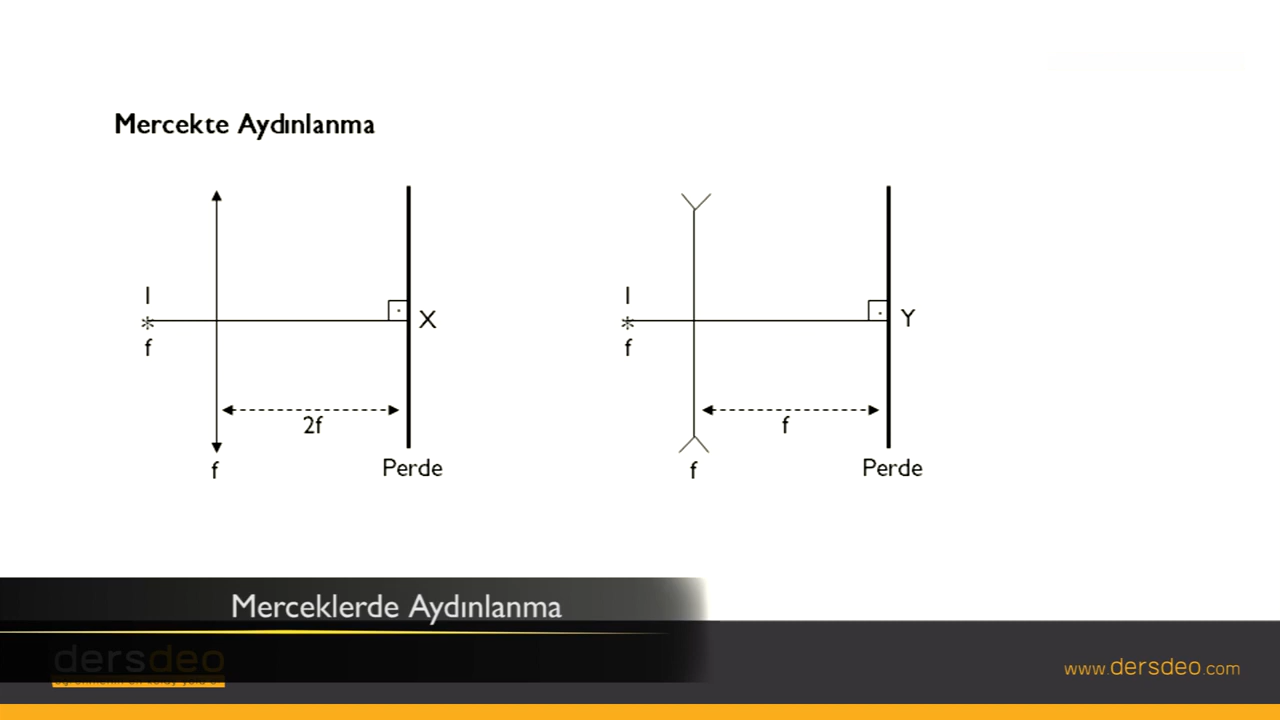 Mercekte Aydınlanma
I
f
X
2f
f
Perde
I
f
Y
f
f
Perde
Merceklerde Aydınlanma
dersdeo
www.dersdeo.com